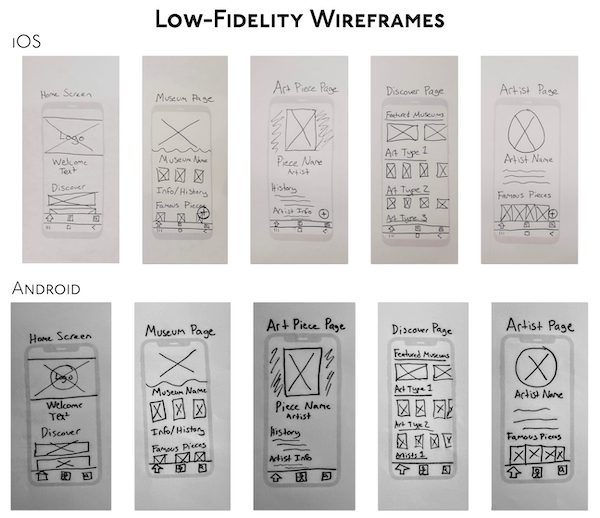 LOW-FIDELITY WIREFRAMES
iOS
Home Screen
Logo
Welcome
Text
Discover
Museum Page
Museum Name
Info/History
Famous Pieces
Art Piece Page
Piece Name
Artist
History
Artist Info
Discover Page
Featured Museums
Art Type 1
Art Type 2
Art Type 3
Artist Page
Artist Name
Famous Pieces
ANDROID
Home Screen
Logo
Welcome
Text
Discover
Museum Page
Museum Name
Info/History
Famous Pieces
Art Piece Page
Piece Name
Artist
History
Artist Info
Discover Page
Featured Museums
Art Type 1
Art Type 2
Artists 1
Artist Page
Artist Name
Famous Pieces